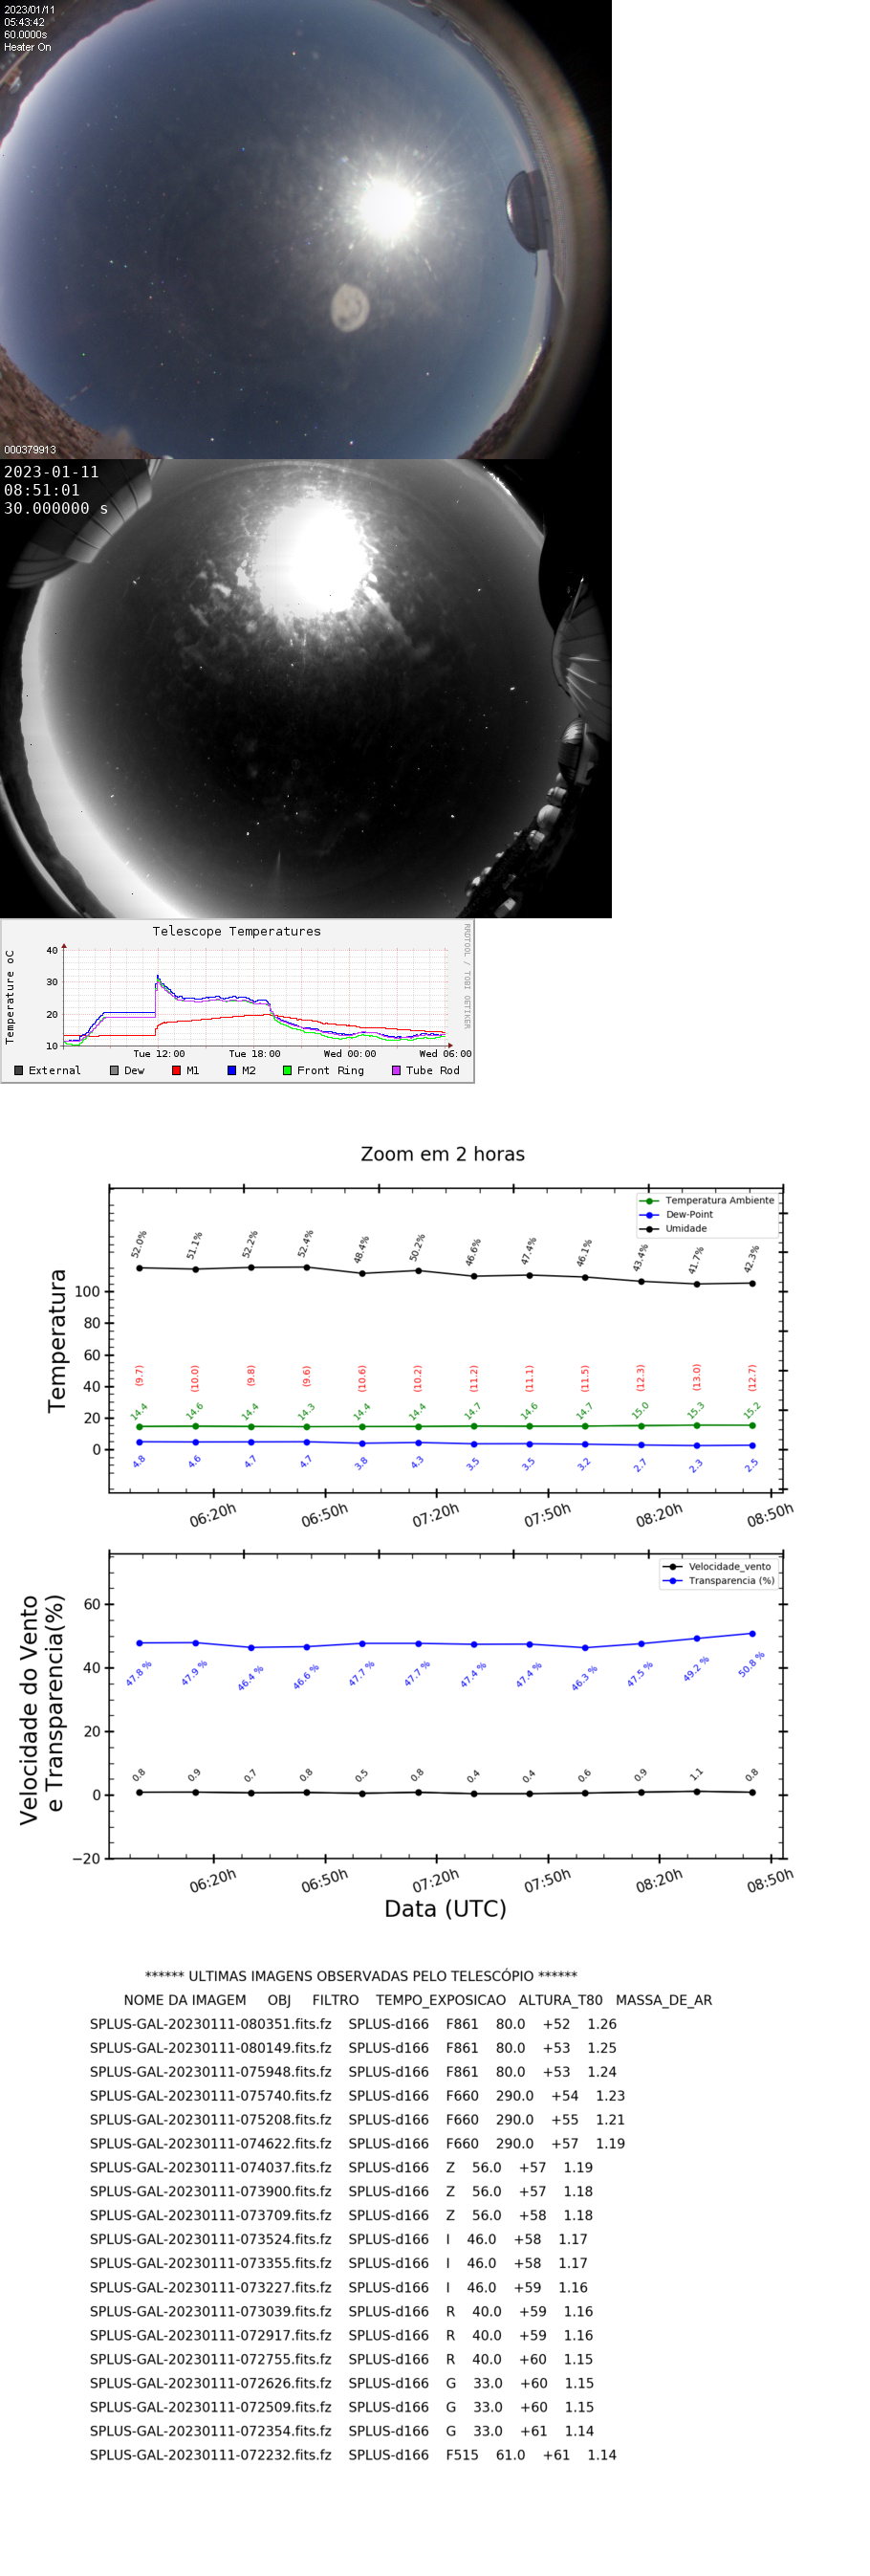 2023/01/11
05:43:42
60.0000s
Heater On
000379913
2023-01-11
08:51:01
30.000000 s
Telescope Temperatures
RRDTOOL / TOBI OETIKER
Temperature oC
40
30
20
10
Tue 12:00 Tue 18:00 Wed 00:00 Wed 06:00
External Dew M1 M2 Front Ring Tube Rod
Zoom em 2 horas
Temperatura Ambiente
Dew-Point
Umidade
52.0% 51.1% 52.2% 52.4% 48.4% 50.2% 46.6% 47.4% 46.1% 43.4% 41.7% 42.3%
Temperatura
100
80
60
40
20
0
(9.7) (10.0) (9.8) (9.6) (10.6) (10.2) (11.2) (11.1) (11.5) (12.3) (13.0) (12.7)
14.4 14.6 14.4 14.3 14.4 14.4 14.7 14.6 14.7 15.0 15.3 15.2
4.8 4.6 4.7 4.7 3.8 4.3 3.5 3.5 3.2 2.7 2.3 2.5
06:20h 06:50h 07:20h 07:50h 08:20h 08:50h
Velocidade_vento
Transparencia (%)
Velocidade do Vento
e Transparencia(%)
60
40
20
0
−20
47.8 % 47.9 % 46.4 % 46.6 % 47.7 % 47.7 % 47.4 % 47.4 % 46.3 % 47.5 % 49.2 % 50.8 %
0.8 0.9 0.7 0.8 0.5 0.8 0.4 0.4 0.6 0.9 1.1 0.8
06:20h 06:50h 07:20h 07:50h 08:20h 08:50h
Data (UTC)
****** ULTIMAS IMAGENS OBSERVADAS PELO TELESCÓPIO ******
NOME DA IMAGEM OBJ FILTRO TEMPO_EXPOSICAO ALTURA_T80 MASSA_DE_AR
SPLUS-GAL-20230111-080351.fits.fz SPLUS-d166 F861 80.0 +52 1.26
SPLUS-GAL-20230111-080149.fits.fz SPLUS-d166 F861 80.0 +53 1.25
SPLUS-GAL-20230111-075948.fits.fz SPLUS-d166 F861 80.0 +53 1.24
SPLUS-GAL-20230111-075740.fits.fz SPLUS-d166 F660 290.0 +54 1.23
SPLUS-GAL-20230111-075208.fits.fz SPLUS-d166 F660 290.0 +55 1.21
SPLUS-GAL-20230111-074622.fits.fz SPLUS-d166 F660 290.0 +57 1.19
SPLUS-GAL-20230111-074037.fits.fz SPLUS-d166 Z 56.0 +57 1.19
SPLUS-GAL-20230111-073900.fits.fz SPLUS-d166 Z 56.0 +57 1.18
SPLUS-GAL-20230111-073709.fits.fz SPLUS-d166 Z 56.0 +58 1.18
SPLUS-GAL-20230111-073524.fits.fz SPLUS-d166 I 46.0 +58 1.17
SPLUS-GAL-20230111-073355.fits.fz SPLUS-d166 I 46.0 +58 1.17
SPLUS-GAL-20230111-073227.fits.fz SPLUS-d166 I 46.0 +59 1.16
SPLUS-GAL-20230111-073039.fits.fz SPLUS-d166 R 40.0 +59 1.16
SPLUS-GAL-20230111-072917.fits.fz SPLUS-d166 R 40.0 +59 1.16
SPLUS-GAL-20230111-072755.fits.fz SPLUS-d166 R 40.0 +60 1.15
SPLUS-GAL-20230111-072626.fits.fz SPLUS-d166 G 33.0 +60 1.15
SPLUS-GAL-20230111-072509.fits.fz SPLUS-d166 G 33.0 +60 1.15
SPLUS-GAL-20230111-072354.fits.fz SPLUS-d166 G 33.0 +61 1.14
SPLUS-GAL-20230111-072232.fits.fz SPLUS-d166 F515 61.0 +61 1.14